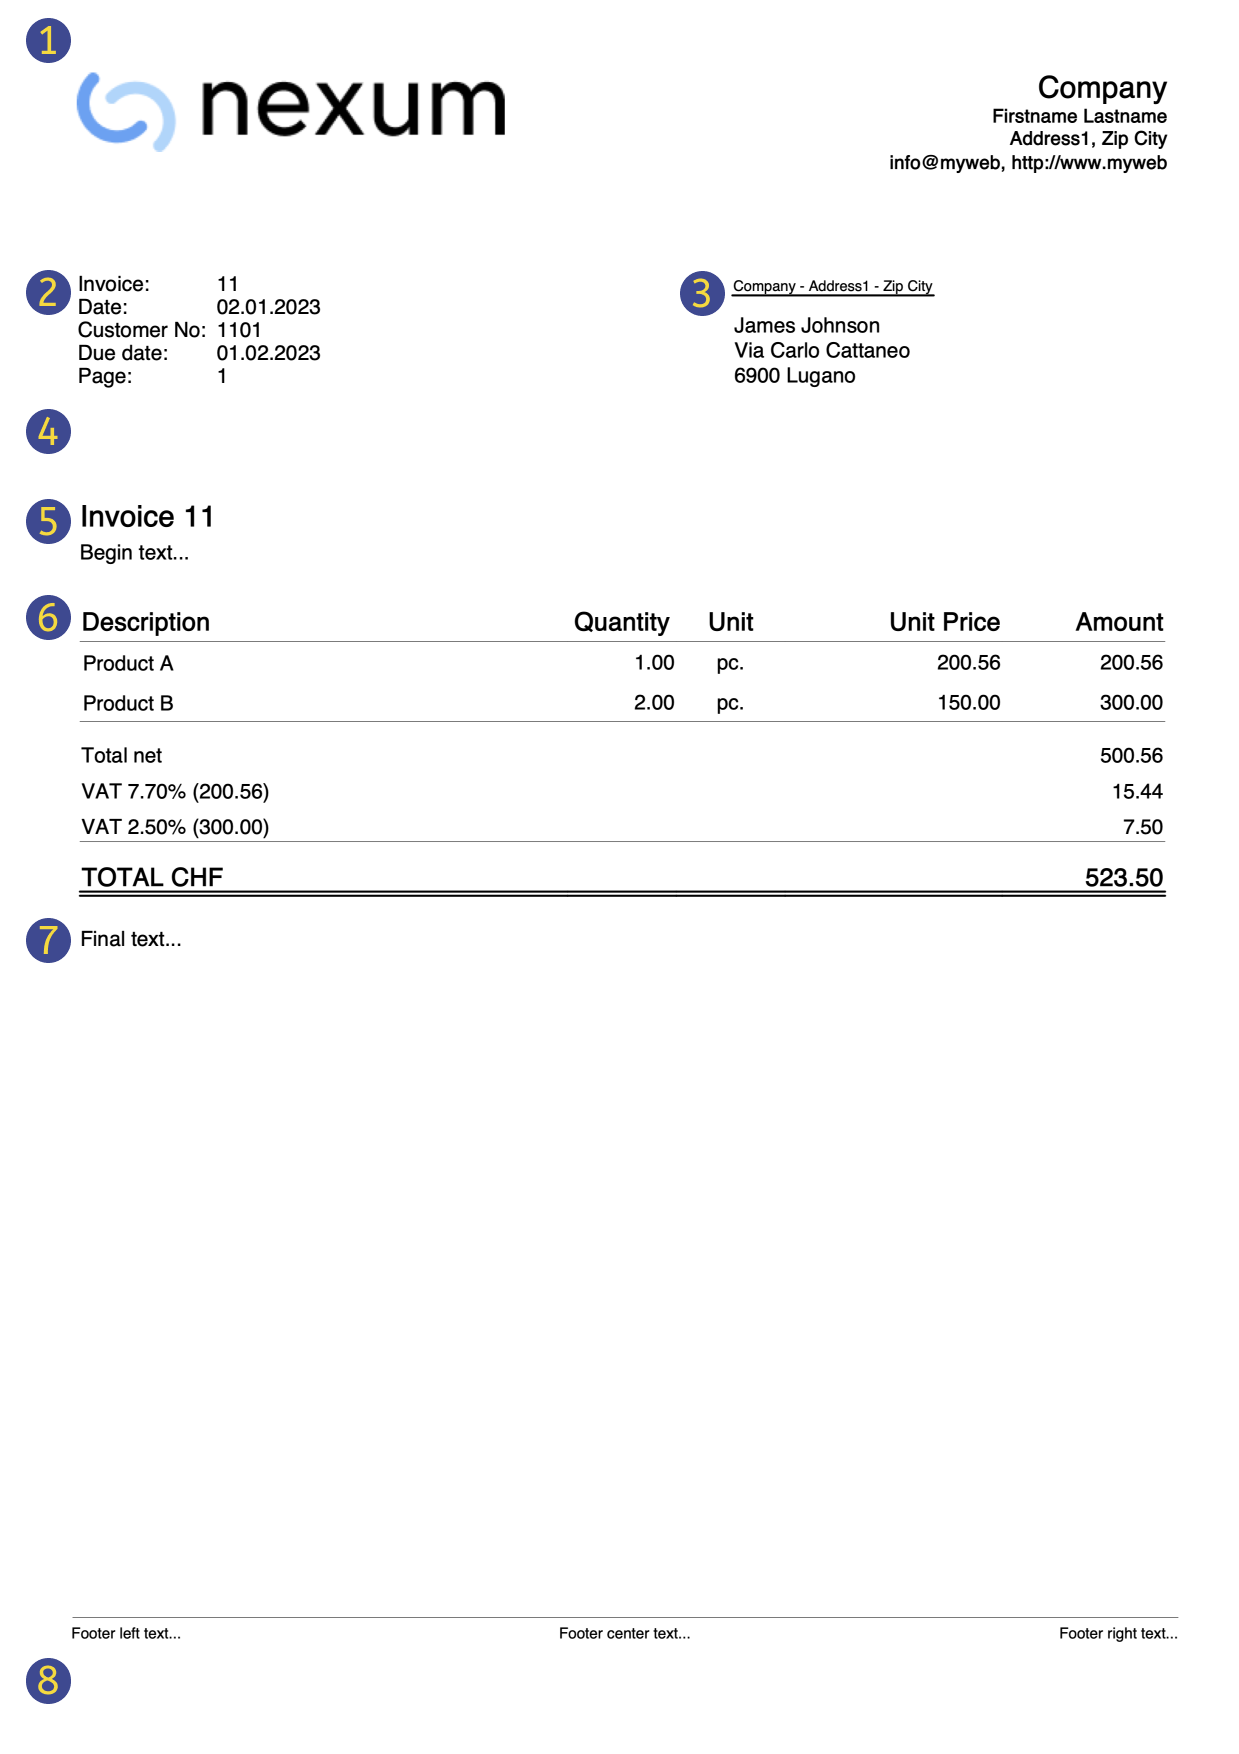 1
nexum
Company
Firstname Lastname
Address1, Zip City
info@myweb, http://www.myweb
2
Invoice: 11
Date: 02.01.2023
Customer No: 1101
Due date: 01.02.2023
Page: 1
3
Company - Address1 - Zip City
James Johnson
Via Carlo Cattaneo
6900 Lugano
4
5
Invoice 11
Begin text...
6
Description Quantity Unit Unit Price Amount
Product A 1.00 pc. 200.56 200.56
Product B 2.00 pc. 150.00 300.00
Total net 500.56
VAT 7.70% (200.56) 15.44
VAT 2.50% (300.00) 7.50
TOTAL CHF 523.50
7
Final text...
Footer left text... Footer center text... Footer right text...
8